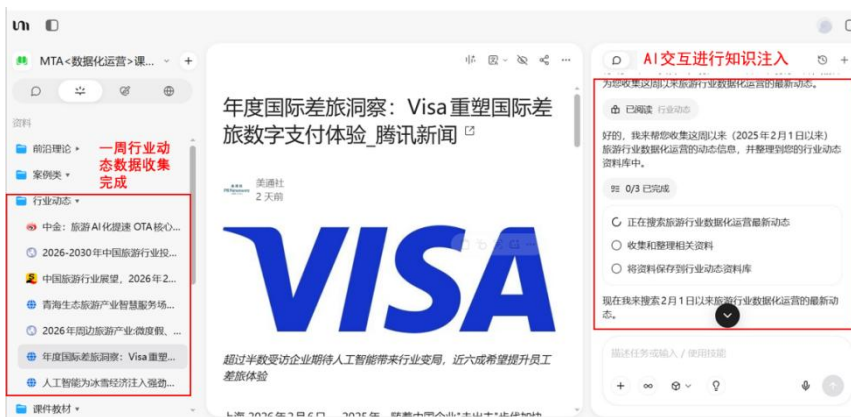 MTA<数据化运营>课...
资料
前沿理论
案例类
行业动态
一周行业动态数据收集完成
中金：旅游 AI 化提速 OTA 核心...
2026-2030年中国旅游行业投...
中国旅游行业展望，2026年2...
青海生态旅游产业智慧服务场...
2026年周边旅游产业:微度假、...
年度国际差旅洞察：Visa 重塑...
人工智能为冰雪经济注入强劲...
课件教材
年度国际差旅洞察：Visa 重塑国际差
旅数字支付体验_腾讯新闻
美通社
2 天前
VISA
超过半数受访企业期待人工智能带来行业变局，近六成希望提升员工
差旅体验
AI交互进行知识注入
为您收集这周以来旅游行业数据化运营的最新动态。
已阅读 行业动态
好的，我来帮您收集这周以来（2025年2月1日以来）
旅游行业数据化运营的动态信息，并整理到您的行业动态
资料库中。
0/3 已完成
正在搜索旅游行业数据化运营最新动态
收集和整理相关资料
将资料保存到行业动态资料库
现在我来搜索2月1日以来旅游行业数据化运营的最新动
态。
描述任务或输入 / 使用技能